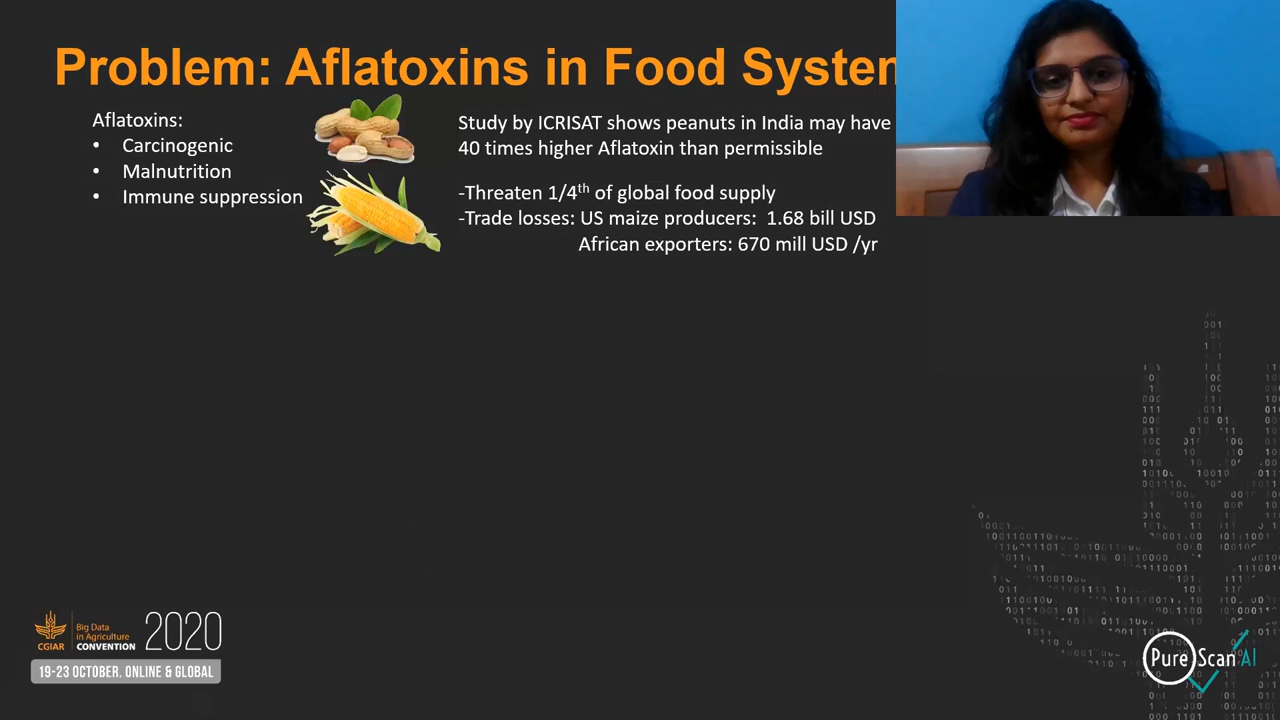 Problem: Aflatoxins in Food System
Aflatoxins:
• Carcinogenic
• Malnutrition
• Immune suppression
Study by ICRISAT shows peanuts in India may have
40 times higher Aflatoxin than permissible
-Threaten 1/4th of global food supply
-Trade losses: US maize producers: 1.68 bill USD
African exporters: 670 mill USD /yr
CGIAR
Big Data
in Agriculture
CONVENTION
2020
19-23 OCTOBER. ONLINE & GLOBAL
Pure Scan AI